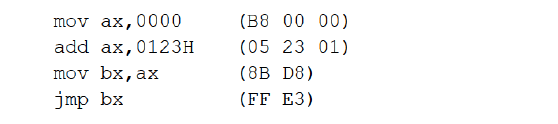 mov ax,0000 (B8 00 00)
add ax,0123H (05 23 01)
mov bx,ax (8B D8)
jmp bx (FF E3)